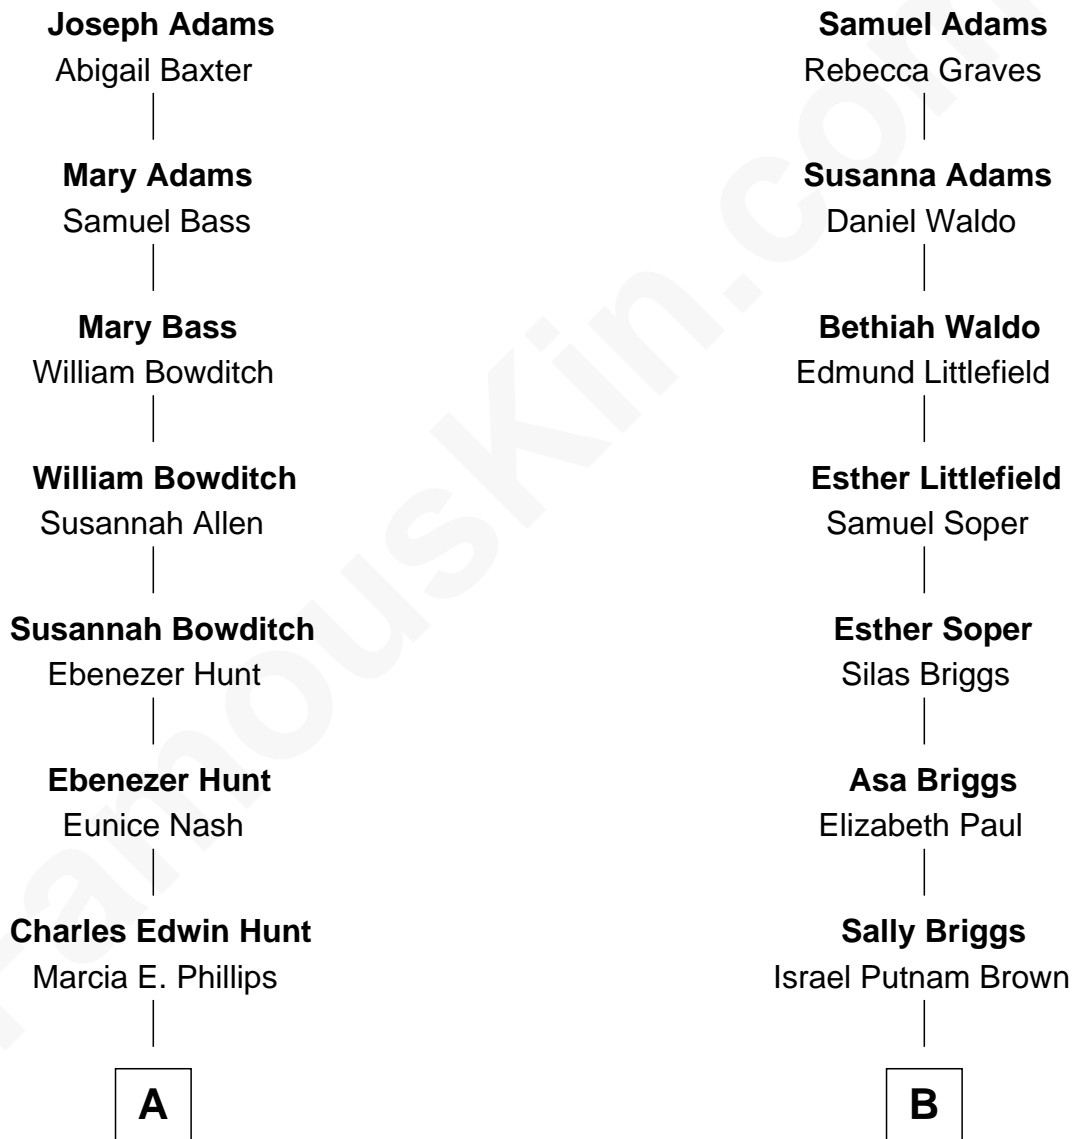 Joseph Adams
Abigail Baxter
Mary Adams
Samuel Bass
Mary Bass
William Bowditch
William Bowditch
Susannah Allen
Susannah Bowditch
Ebenezer Hunt
Ebenezer Hunt
Eunice Nash
Charles Edwin Hunt
Marcia E. Phillips
A
Samuel Adams
Rebecca Graves
Susanna Adams
Daniel Waldo
Bethiah Waldo
Edmund Littlefield
Esther Littlefield
Samuel Soper
Esther Soper
Silas Briggs
Asa Briggs
Elizabeth Paul
Sally Briggs
Israel Putnam Brown
B
FamousKin.com